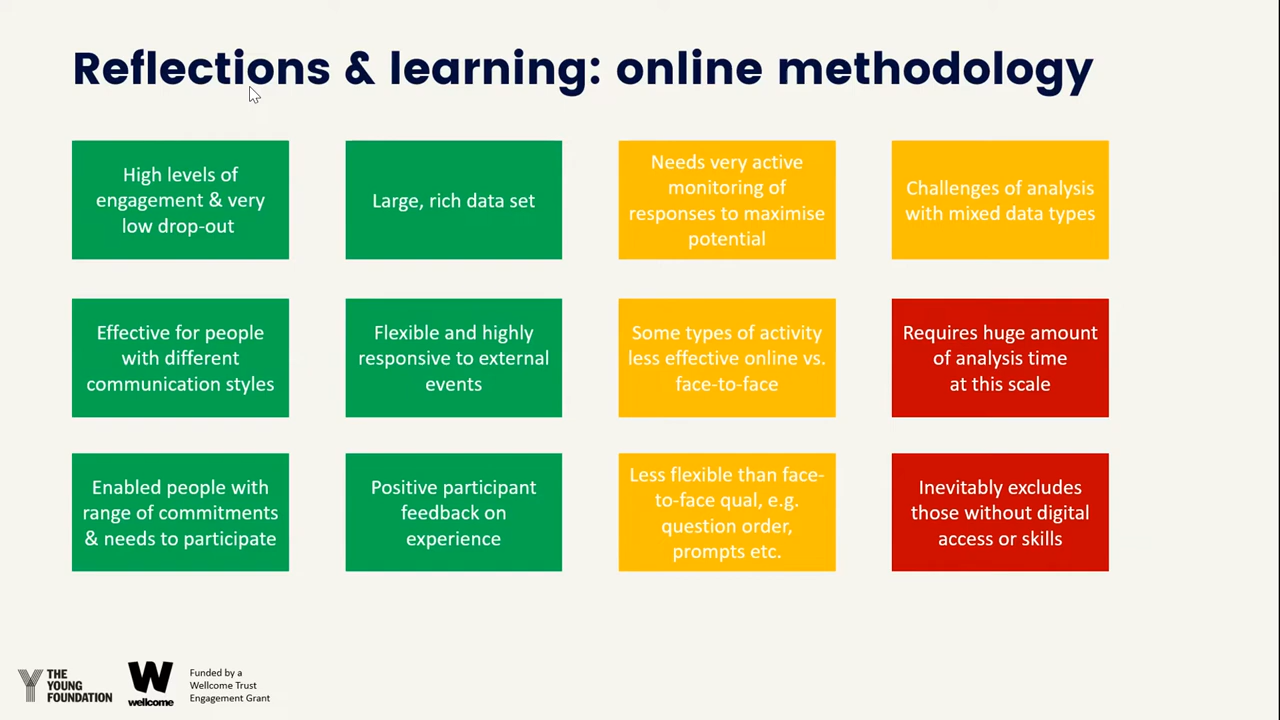 Reflections & learning: online methodology
High levels of
engagement & very
low drop-out
Large, rich data set
Needs very active
monitoring of
responses to maximise
potential
Challenges of analysis
with mixed data types
Effective for people
with different
communication styles
Flexible and highly
responsive to external
events
Some types of activity
less effective online vs.
face-to-face
Requires huge amount
of analysis time
at this scale
Enabled people with
range of commitments
& needs to participate
Positive participant
feedback on
experience
Less flexible than face-
to-face qual, e.g.
question order,
prompts etc.
Inevitably excludes
those without digital
access or skills
THE
YOUNG
FOUNDATION
W
wellcome
Funded by a
Wellcome Trust
Engagement Grant